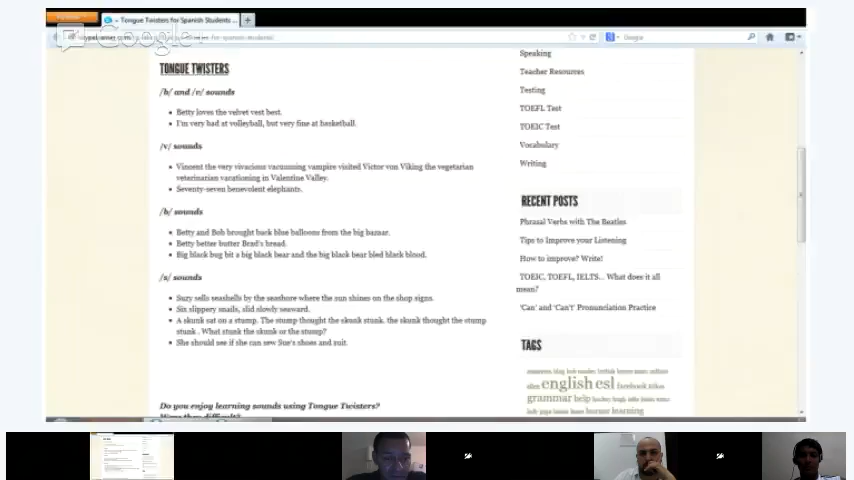 Tongue Twisters for Spanish Students ...
Google+
Google
TONGUE TWISTERS
/b/ and /v/ sounds
Betty loves the velvet vest best.
I'm very bad at volleyball, but very fine at basketball.
/v/ sounds
Vincent the very vivacious vacuuming vampire visited Victor von Viking the vegetarian
veterinarian vacationing in Valentine Valley.
Seventy-seven benevolent elephants.
/b/ sounds
Betty and Bob brought back blue balloons from the big bazaar.
Betty better butter Brad's bread.
Big black bug bit a big black bear and the big black bear bled black blood.
/s/ sounds
Suzy sells seashells by the seashore where the sun shines on the shop signs.
Six slippery snails, slid slowly seaward.
A skunk sat on a stump. The stump thought the skunk stunk. the skunk thought the stump
stunk . What stunk the skunk or the stump?
She should see if she can sew Sue's shoes and suit
Do you enjoy learning sounds using Tongue Twisters?
Were they difficult?
Speaking
Teacher Resources
Testing
TOEFL Test
TOEIC Test
Vocabulary
Writing
RECENT POSTS
Phrasal Verbs with The Beatles
Tips to Improve your Listening
How to improve? Write!
TOEIC, TOEFL, IELTS... What does it all
mean?
'Can' and 'Can't' Pronunciation Practice
TAGS
english esl
grammar help
learning